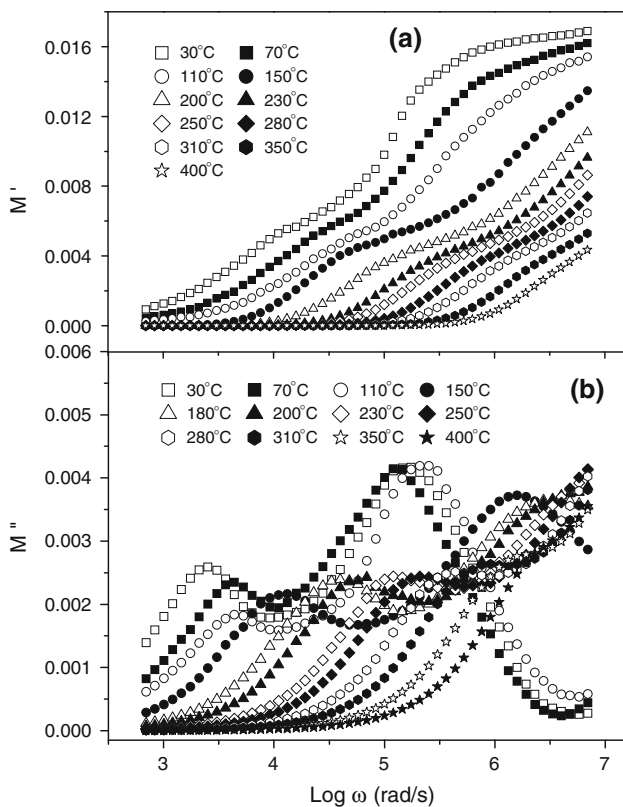 (a)
30°C 70°C
110°C 150°C
200°C 230°C
250°C 280°C
310°C 350°C
400°C
M '
0.016
0.012
0.008
0.004
0.000
0.006
(b)
30°C 70°C 110°C 150°C
180°C 200°C 230°C 250°C
280°C 310°C 350°C 400°C
M "
0.005
0.004
0.003
0.002
0.001
0.000
3 4 5 6 7
Log ω (rad/s)